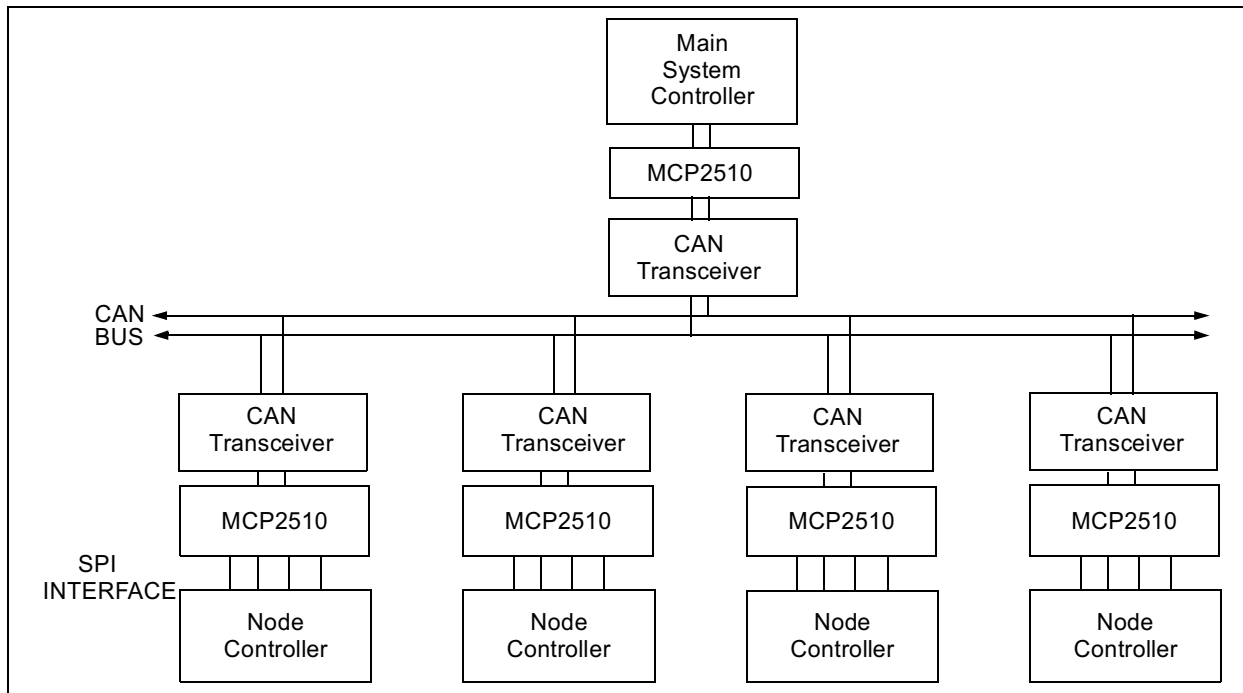 Main
System
Controller
MCP2510
CAN
Transceiver
CAN
BUS
CAN
Transceiver
CAN
Transceiver
CAN
Transceiver
CAN
Transceiver
MCP2510
MCP2510
MCP2510
MCP2510
SPI
INTERFACE
Node
Controller
Node
Controller
Node
Controller
Node
Controller